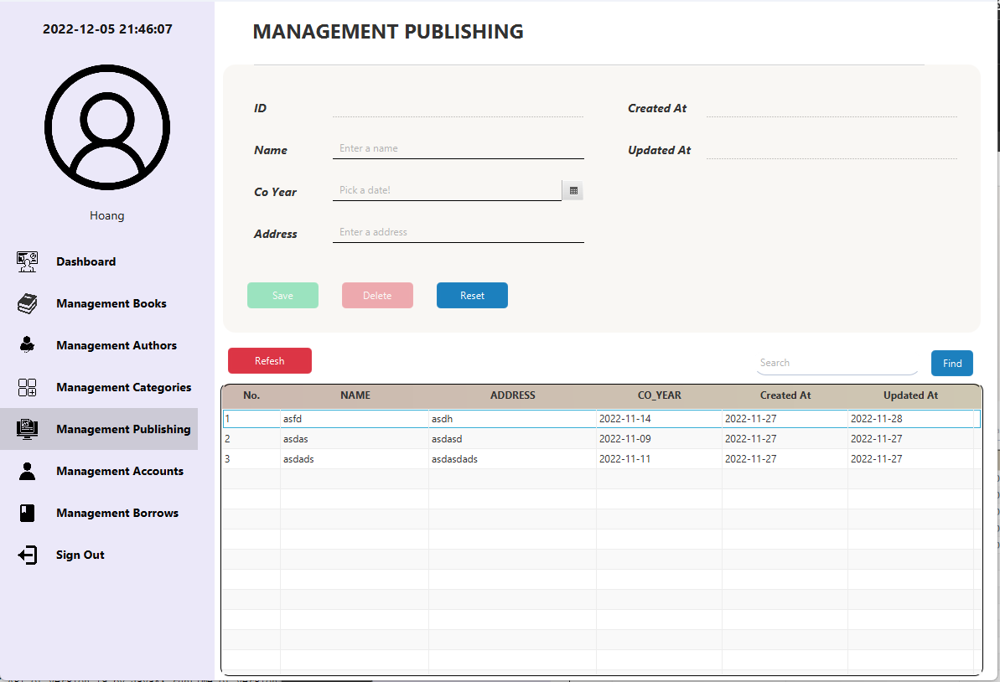 2022-12-05 21:46:07
Hoang
Dashboard
Management Books
Management Authors
Management Categories
Management Publishing
Management Accounts
Management Borrows
Sign Out
MANAGEMENT PUBLISHING
ID
Created At
Name Enter a name
Updated At
Co Year Pick a date!
Address Enter a address
Save Delete Reset
Refesh Search Find
No. NAME ADDRESS CO_YEAR Created At Updated At
1 asfd asdh 2022-11-14 2022-11-27 2022-11-28
2 asdas asdasd 2022-11-09 2022-11-27 2022-11-27
3 asdads asdasdads 2022-11-11 2022-11-27 2022-11-27